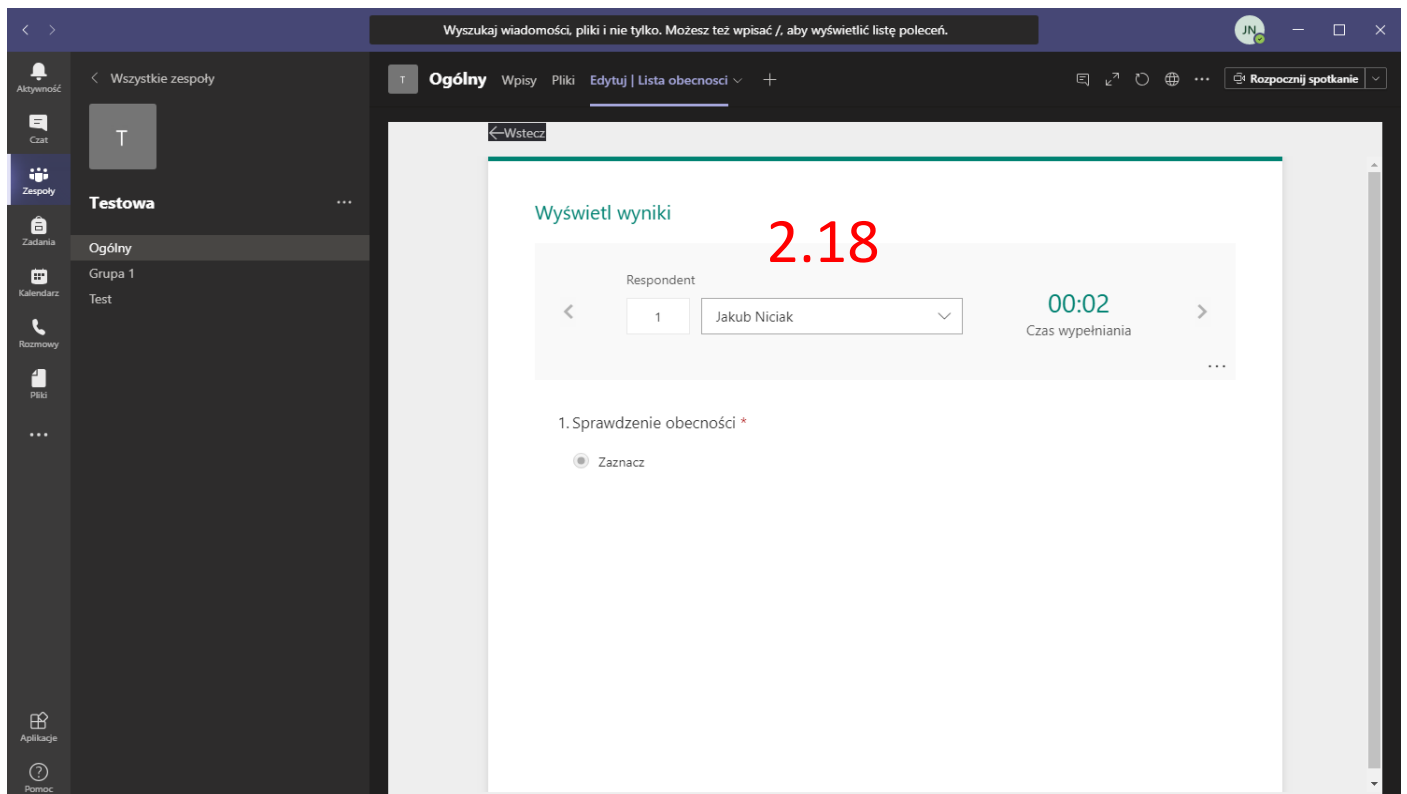 Wyszukaj wiadomości, pliki i nie tylko. Możesz też wpisać /, aby wyświetlić listę poleceń.
JN
Aktywność
Czat
Zespoły
Zadania
Kalendarz
Rozmowy
Pliki
Aplikacje
Pomoc
Wszystkie zespoły
T
Testowa
Ogólny
Grupa 1
Test
T Ogólny Wpisy Pliki Edytuj | Lista obecnosci
Rozpocznij spotkanie
Wstecz
Wyświetl wyniki
2.18
Respondent
1 Jakub Niciak
00:02
Czas wypełniania
1. Sprawdzenie obecności *
Zaznacz